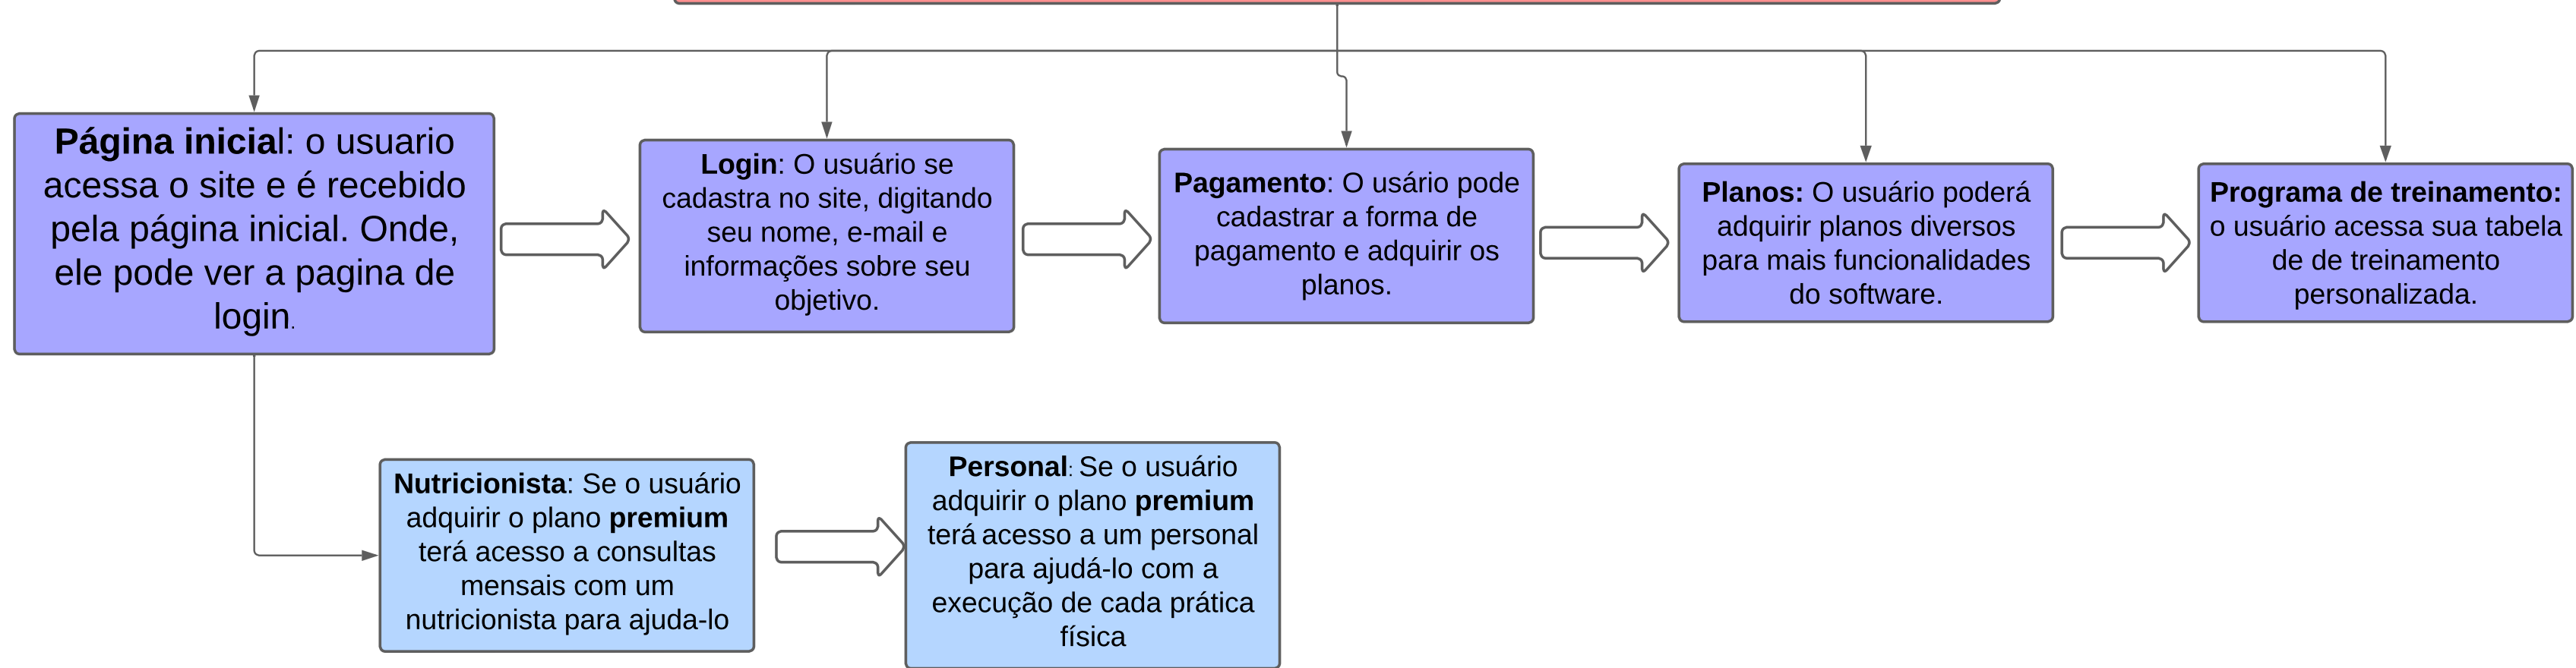 Página inicial: o usuario
acessa o site e é recebido
pela página inicial. Onde,
ele pode ver a pagina de
login.
Login: O usuário se
cadastra no site, digitando
seu nome, e-mail e
informações sobre seu
objetivo.
Pagamento: O usário pode
cadastrar a forma de
pagamento e adquirir os
planos.
Planos: O usuário poderá
adquirir planos diversos
para mais funcionalidades
do software.
Programa de treinamento:
o usuário acessa sua tabela
de de treinamento
personalizada.
Nutricionista: Se o usuário
adquirir o plano premium
terá acesso a consultas
mensais com um
nutricionista para ajuda-lo
Personal: Se o usuário
adquirir o plano premium
terá acesso a um personal
para ajudá-lo com a
execução de cada prática
física